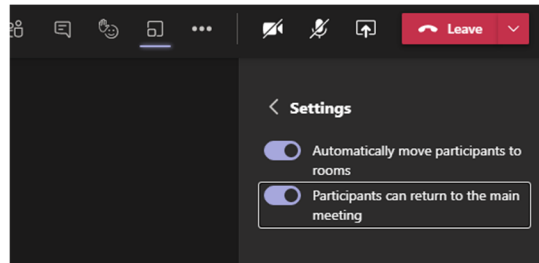 Leave
Settings
Automatically move participants to
rooms
Participants can return to the main
meeting